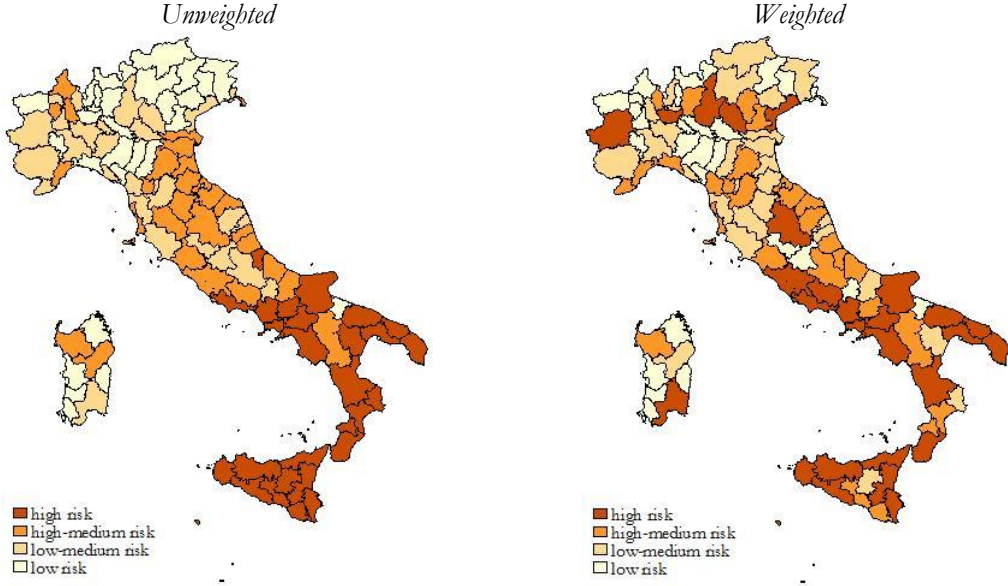 Unweighted
Weighted
high risk
high-medium risk
low-medium risk
low risk
high risk
high-medium risk
low-medium risk
low risk